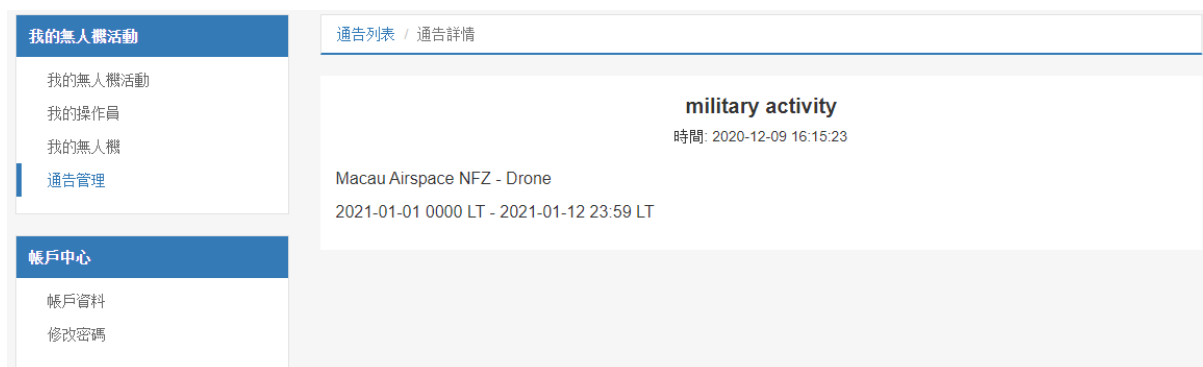 我的無人機活動
我的無人機活動
我的操作員
我的無人機
通告管理
帳戶中心
帳戶資料
修改密碼
通告列表 / 通告詳情
military activity
時間: 2020-12-09 16:15:23
Macau Airspace NFZ - Drone
2021-01-01 0000 LT - 2021-01-12 23:59 LT